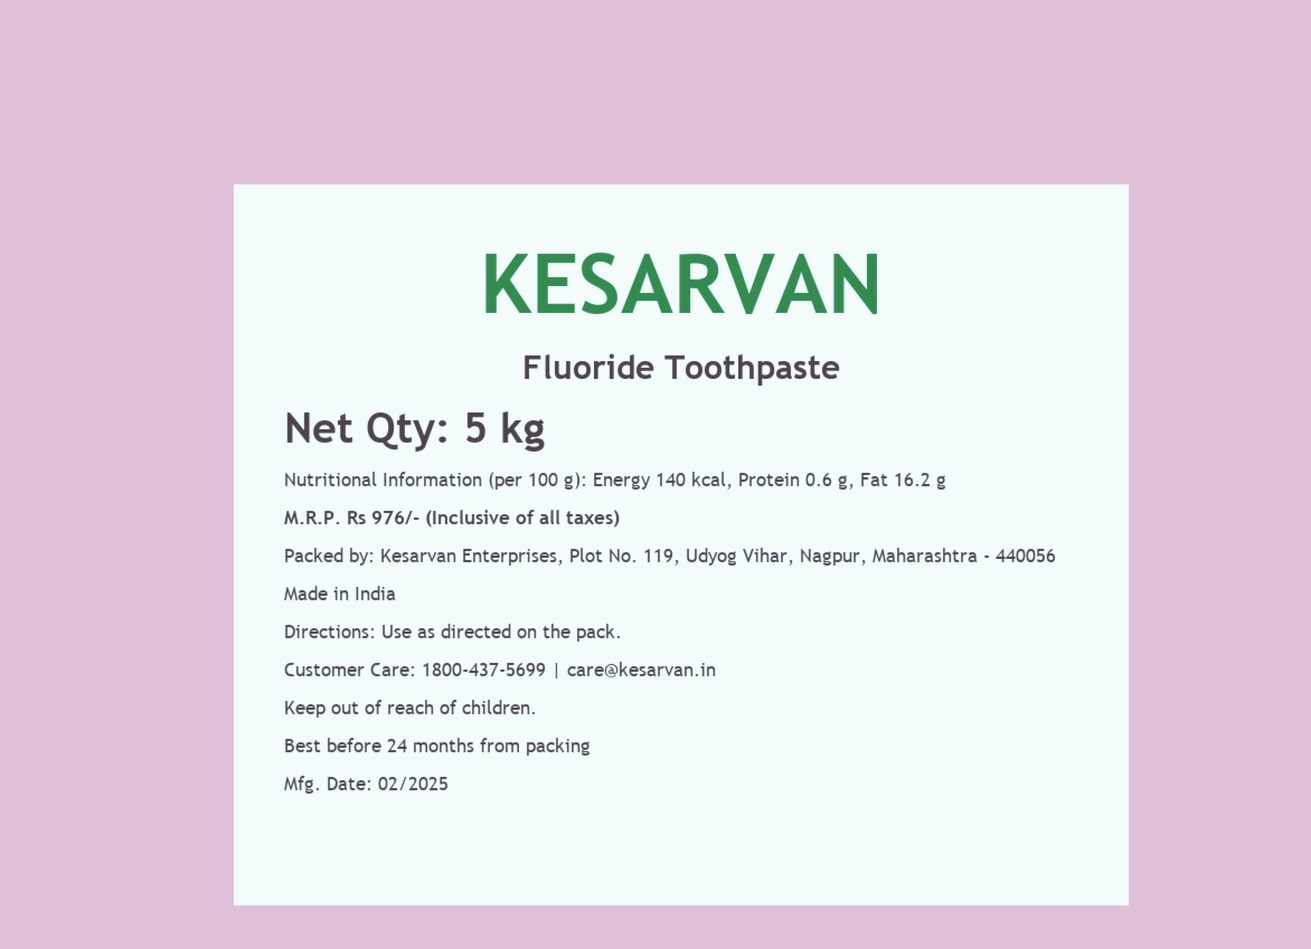 KESARVAN
Fluoride Toothpaste
Net Qty: 5 kg
Nutritional Information (per 100 g): Energy 140 kcal, Protein 0.6 g, Fat 16.2 g
M.R.P. Rs 976/- (Inclusive of all taxes)
Packed by: Kesarvan Enterprises, Plot No. 119, Udyog Vihar, Nagpur, Maharashtra - 440056
Made in India
Directions: Use as directed on the pack.
Customer Care: 1800-437-5699 | care@kesarvan.in
Keep out of reach of children.
Best before 24 months from packing
Mfg. Date: 02/2025